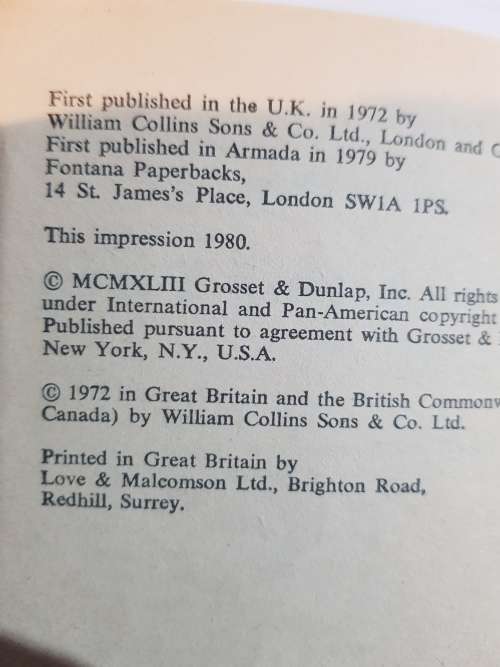 First published in the U.K. in 1972 by
William Collins Sons & Co. Ltd., London and
First published in Armada in 1979 by
Fontana Paperbacks,
14 St. James's Place, London SW1A 1PS.
This impression 1980.
© MCMXLIII Grosset & Dunlap, Inc. All rights
under International and Pan-American copyright
Published pursuant to agreement with Grosset &
New York, N.Y., U.S.A.
© 1972 in Great Britain and the British
Canada) by William Collins Sons & Co. Ltd.
Printed in Great Britain by
Love & Malcomson Ltd., Brighton Road,
Redhill, Surrey.